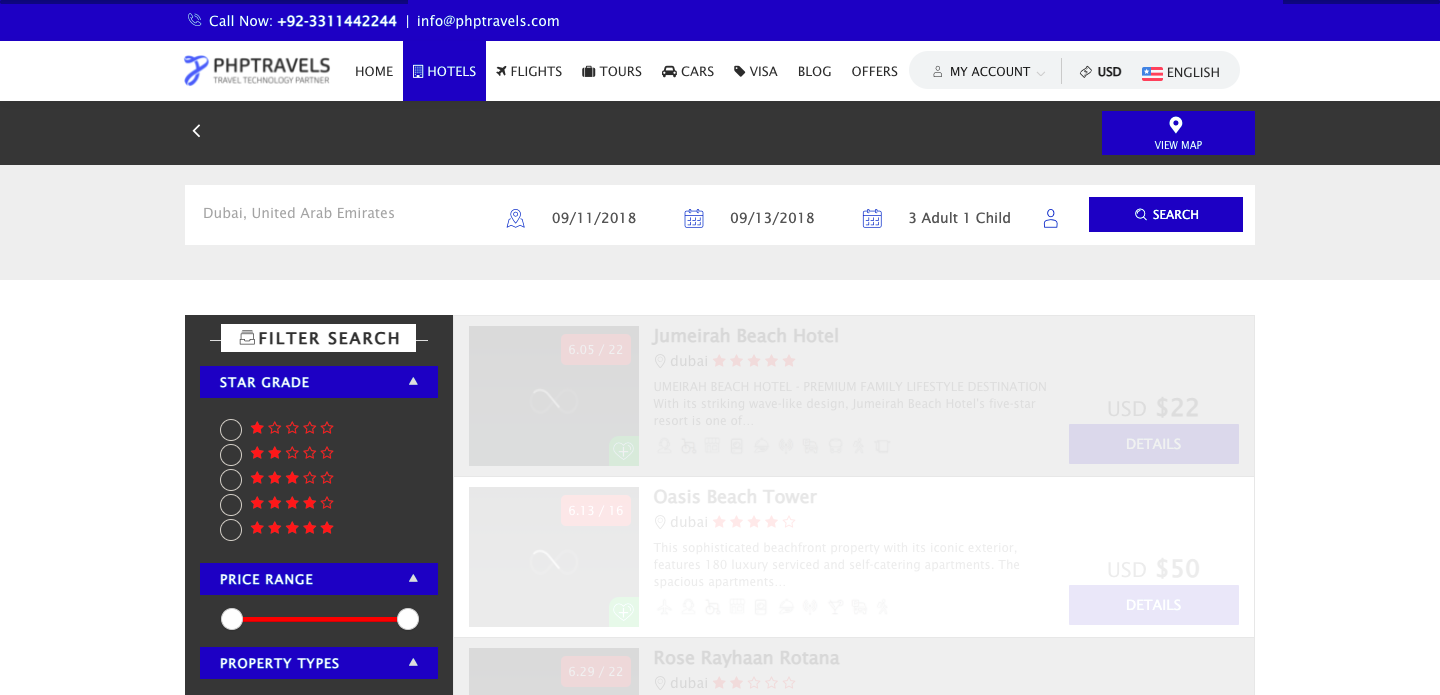 Call Now: +92-3311442244 | info@phptravels.com
PHPTRAVELS
TRAVEL TECHNOLOGY PARTNER
HOME HOTELS FLIGHTS TOURS CARS VISA BLOG OFFERS MY ACCOUNT USD ENGLISH
VIEW MAP
Dubai, United Arab Emirates 09/11/2018 09/13/2018 3 Adult 1 Child SEARCH
FILTER SEARCH
STAR GRADE
PRICE RANGE
PROPERTY TYPES
6.05 / 22
Jumeirah Beach Hotel
dubai
UMEIRAH BEACH HOTEL - PREMIUM FAMILY LIFESTYLE DESTINATION
With its striking wave-like design, Jumeirah Beach Hotel's five-star
resort is one of...
USD $22
DETAILS
6.13 / 16
Oasis Beach Tower
dubai
This sophisticated beachfront property with its iconic exterior,
features 180 luxury serviced and self-catering apartments. The
spacious apartments...
USD $50
DETAILS
6.29 / 22
Rose Rayhaan Rotana
dubai